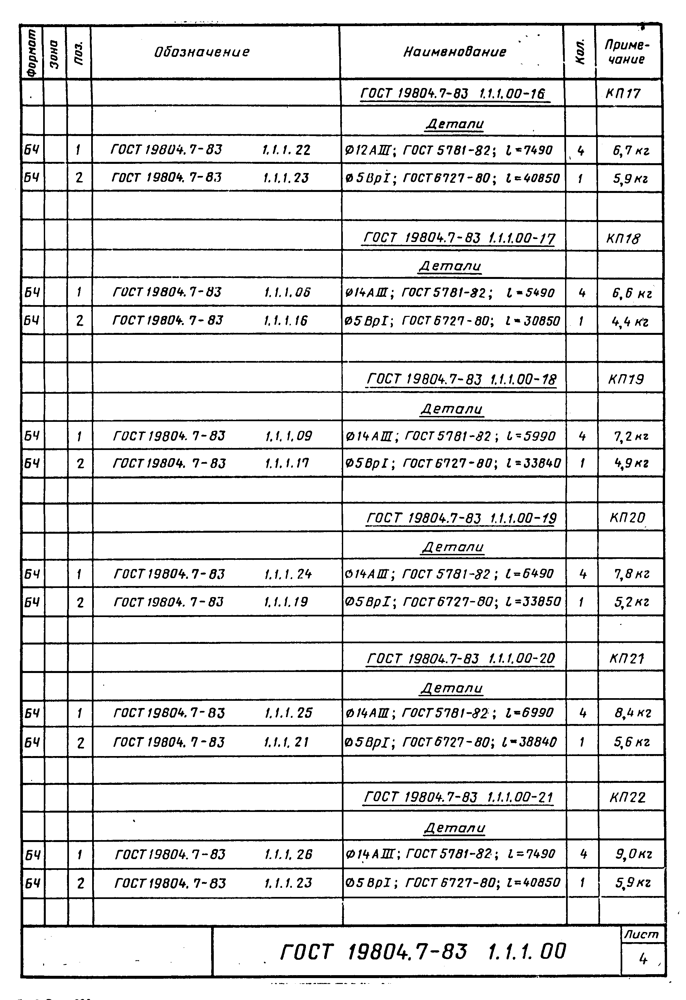 Формат Зона Поз. Обозначение Наименование Кол. Приме-
чание
ГОСТ 19804.7-83 1.1.1.00-16 КП17
Детали
БЧ 1 ГОСТ 19804.7-83 1.1.1.22 Ø12АIII; ГОСТ 5781-82; l=7490 4 6,7 кг
БЧ 2 ГОСТ 19804.7-83 1.1.1.23 Ø5ВрI; ГОСТ 6727-80; l=40850 1 5,9 кг
ГОСТ 19804.7-83 1.1.1.00-17 КП18
Детали
БЧ 1 ГОСТ 19804.7-83 1.1.1.06 Ø14АIII; ГОСТ 5781-82; l=5490 4 6,6 кг
БЧ 2 ГОСТ 19804.7-83 1.1.1.16 Ø5ВрI; ГОСТ 6727-80; l=30850 1 4,4 кг
ГОСТ 19804.7-83 1.1.1.00-18 КП19
Детали
БЧ 1 ГОСТ 19804.7-83 1.1.1.09 Ø14АIII; ГОСТ 5781-82; l=5990 4 7,2 кг
БЧ 2 ГОСТ 19804.7-83 1.1.1.17 Ø5ВрI; ГОСТ 6727-80; l=33840 1 4,9 кг
ГОСТ 19804.7-83 1.1.1.00-19 КП20
Детали
БЧ 1 ГОСТ 19804.7-83 1.1.1.24 Ø14АIII; ГОСТ 5781-82; l=6490 4 7,8 кг
БЧ 2 ГОСТ 19804.7-83 1.1.1.19 Ø5ВрI; ГОСТ 6727-80; l=33850 1 5,2 кг
ГОСТ 19804.7-83 1.1.1.00-20 КП21
Детали
БЧ 1 ГОСТ 19804.7-83 1.1.1.25 Ø14АIII; ГОСТ 5781-82; l=6990 4 8,4 кг
БЧ 2 ГОСТ 19804.7-83 1.1.1.21 Ø5ВрI; ГОСТ 6727-80; l=38840 1 5,6 кг
ГОСТ 19804.7-83 1.1.1.00-21 КП22
Детали
БЧ 1 ГОСТ 19804.7-83 1.1.1.26 Ø14АIII; ГОСТ 5781-82; l=7490 4 9,0 кг
БЧ 2 ГОСТ 19804.7-83 1.1.1.23 Ø5ВрI; ГОСТ 6727-80; l=40850 1 5,9 кг
ГОСТ 19804.7-83 1.1.1.00 Лист
4